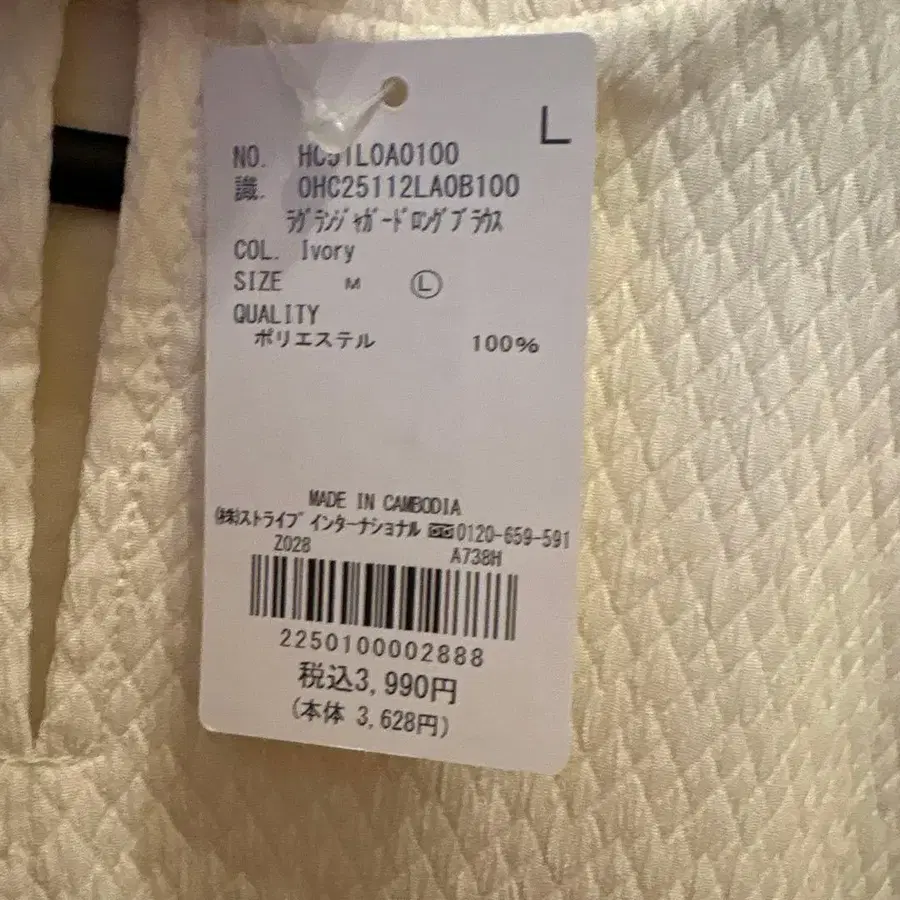 L
NO. HC51L0A0100
識. 0HC25112LA0B100
ﾗｸﾞﾗﾝｼﾞｬｶﾞｰﾄﾞﾛﾝｸﾞﾌﾞﾗｳｽ
COL. Ivory
SIZE M Ⓛ
QUALITY
ポリエステル 100%
MADE IN CAMBODIA
㈱ストライプインターナショナル 0120-659-591
Z028 A738H
2250100002888
税込3,990円
(本体 3,628円)